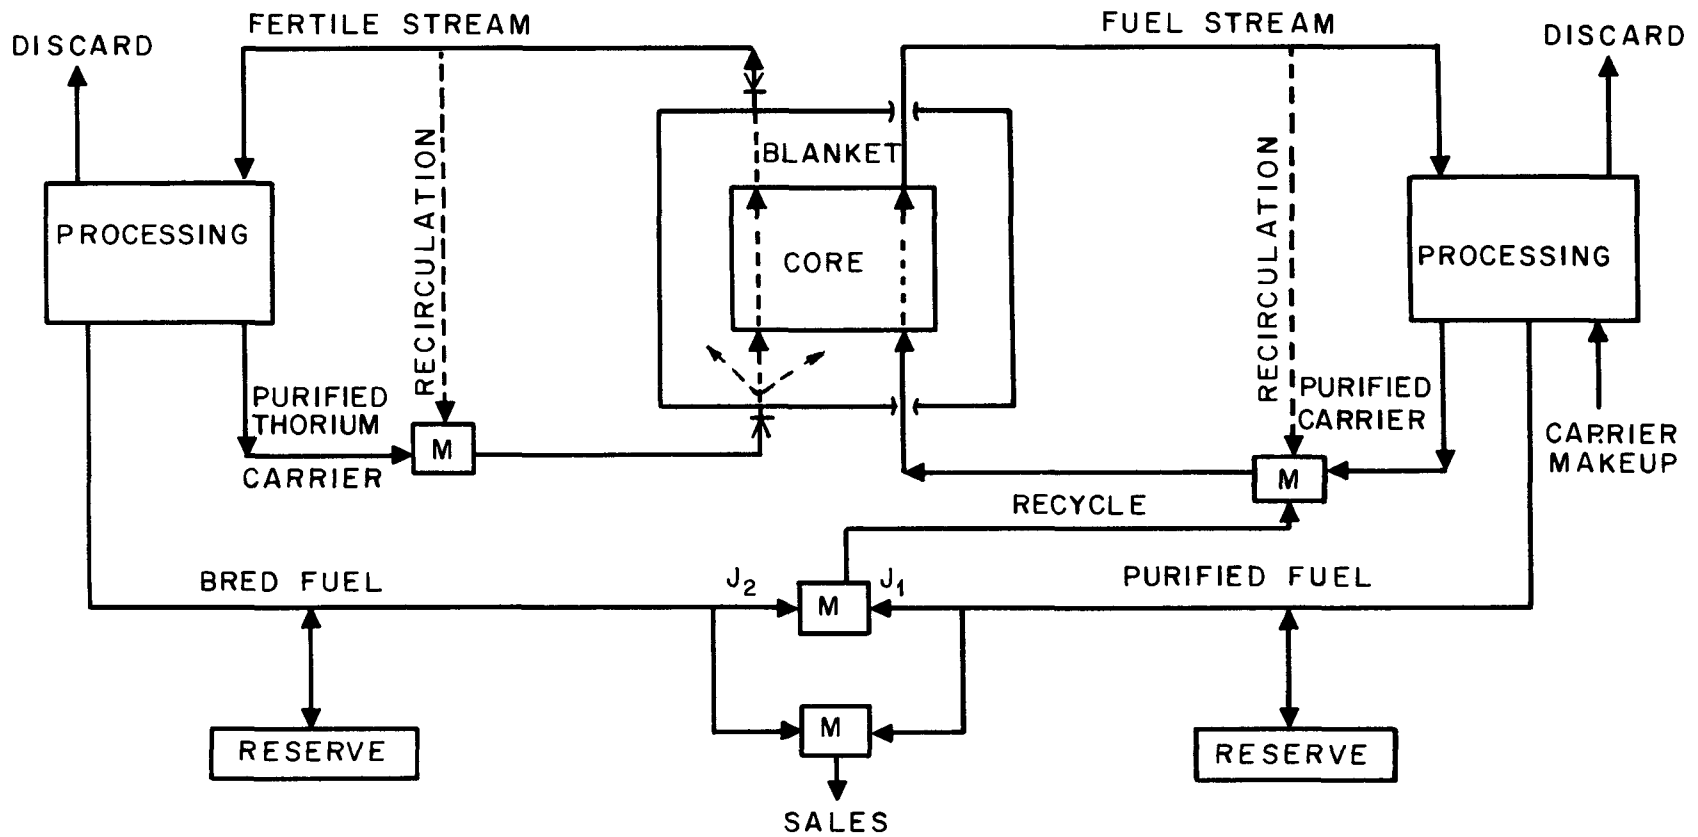 FERTILE STREAM
FUEL STREAM
DISCARD
DISCARD
RECIRCULATION
BLANKET
RECIRCULATION
PROCESSING
CORE
PROCESSING
PURIFIED
THORIUM
CARRIER
M
PURIFIED
CARRIER
M
CARRIER
MAKEUP
RECYCLE
BRED FUEL
J2
M
J1
PURIFIED FUEL
RESERVE
M
RESERVE
SALES